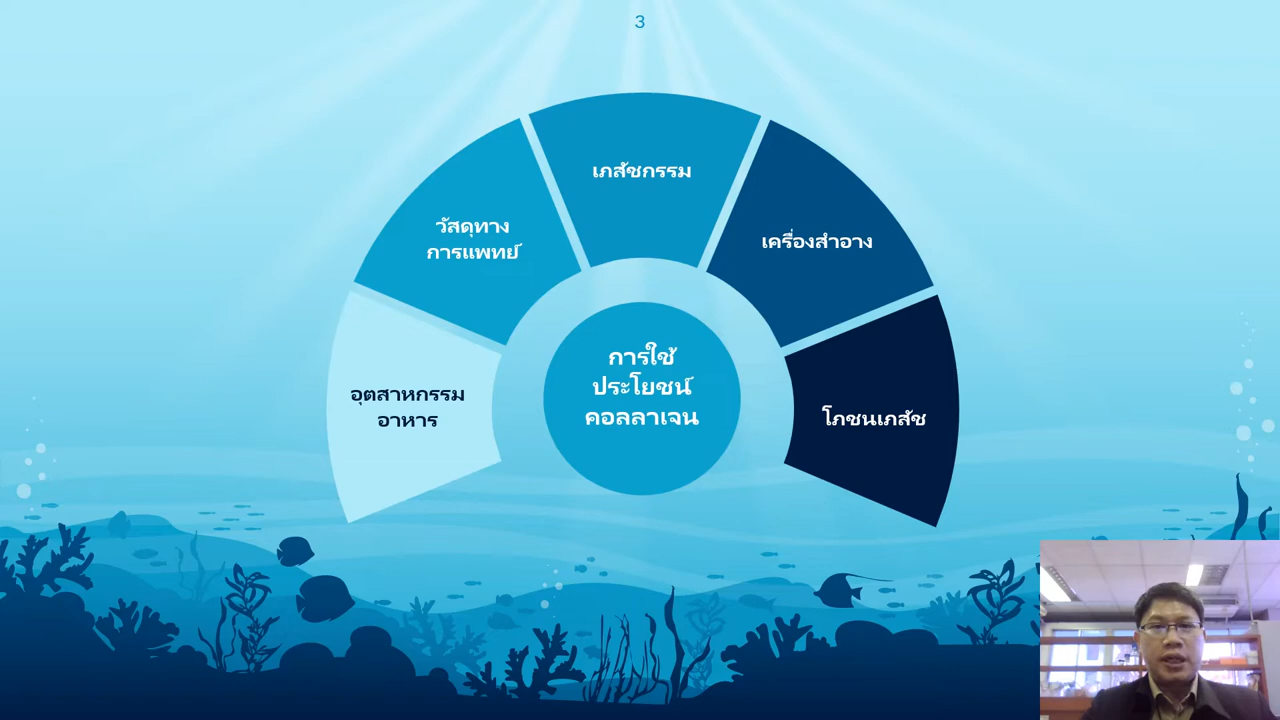 3
เภสัชกรรม
วัสดุทาง
การแพทย์
เครื่องสำอาง
อุตสาหกรรม
อาหาร
การใช้
ประโยชน์
คอลลาเจน
โภชนเภสัช